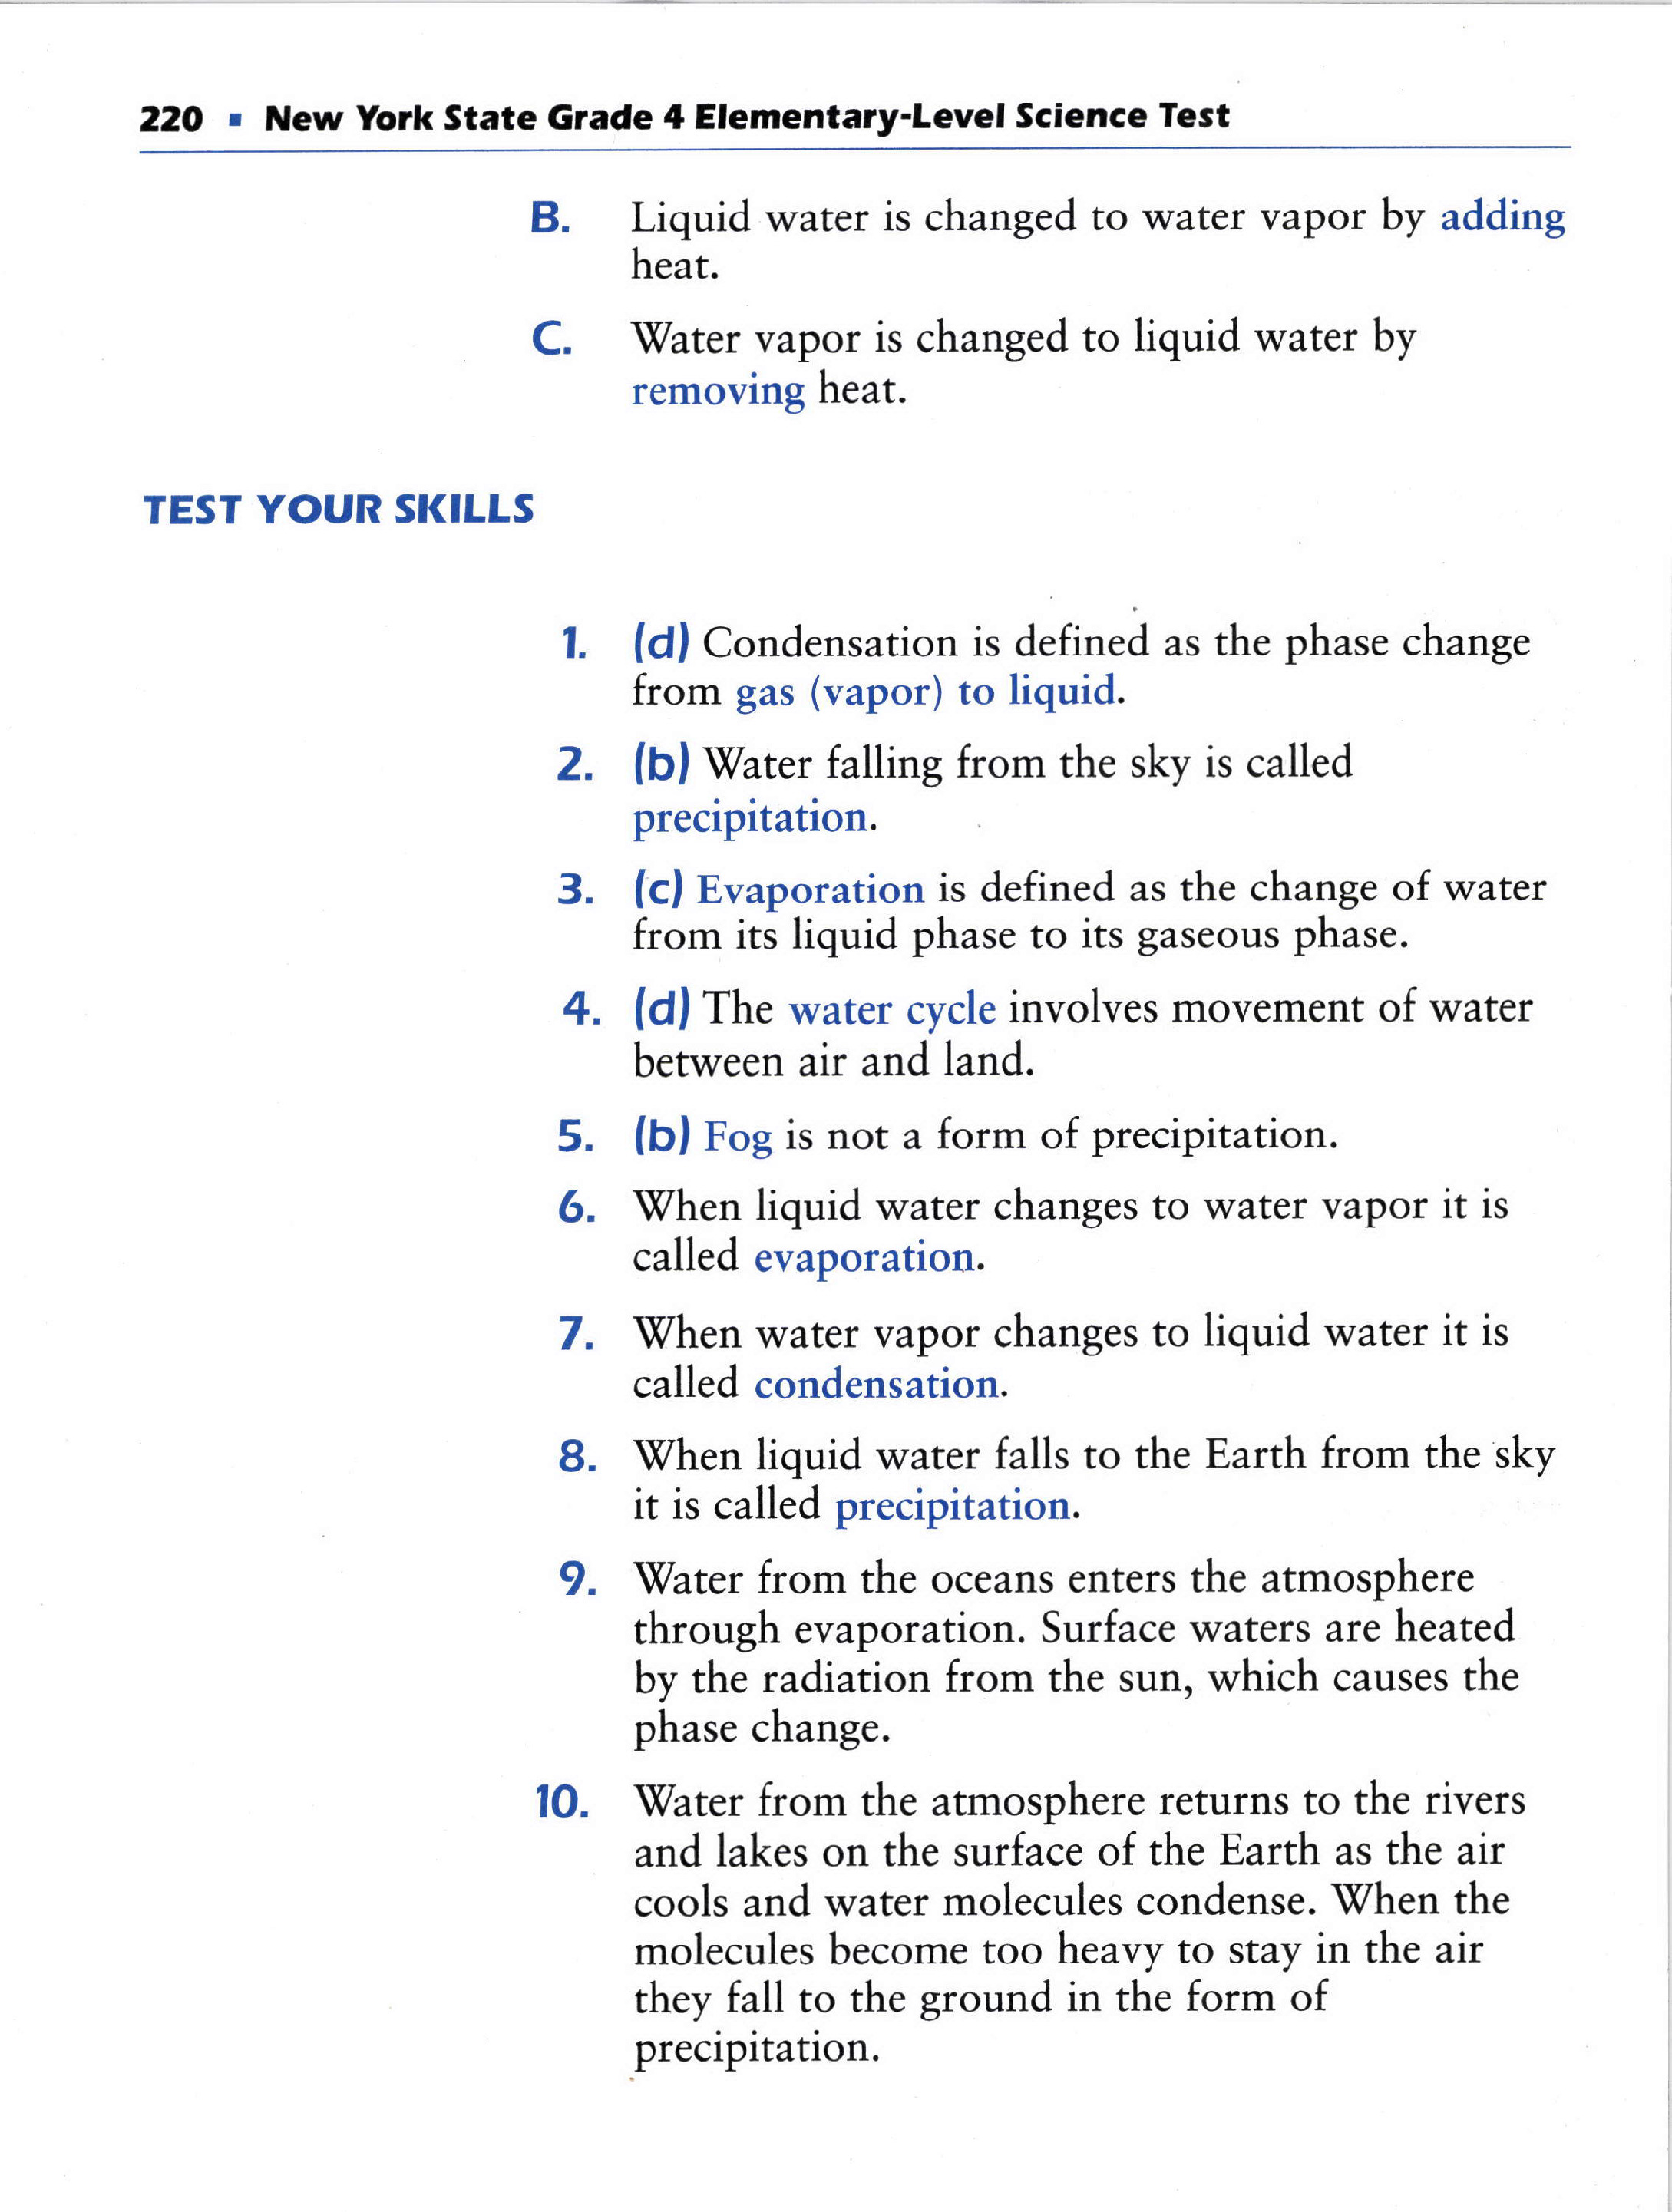 220 ▪ New York State Grade 4 Elementary-Level Science Test
B. Liquid water is changed to water vapor by adding
heat.
C. Water vapor is changed to liquid water by
removing heat.
TEST YOUR SKILLS
1. (d) Condensation is defined as the phase change
from gas (vapor) to liquid.
2. (b) Water falling from the sky is called
precipitation.
3. (c) Evaporation is defined as the change of water
from its liquid phase to its gaseous phase.
4. (d) The water cycle involves movement of water
between air and land.
5. (b) Fog is not a form of precipitation.
6. When liquid water changes to water vapor it is
called evaporation.
7. When water vapor changes to liquid water it is
called condensation.
8. When liquid water falls to the Earth from the sky
it is called precipitation.
9. Water from the oceans enters the atmosphere
through evaporation. Surface waters are heated
by the radiation from the sun, which causes the
phase change.
10. Water from the atmosphere returns to the rivers
and lakes on the surface of the Earth as the air
cools and water molecules condense. When the
molecules become too heavy to stay in the air
they fall to the ground in the form of
precipitation.